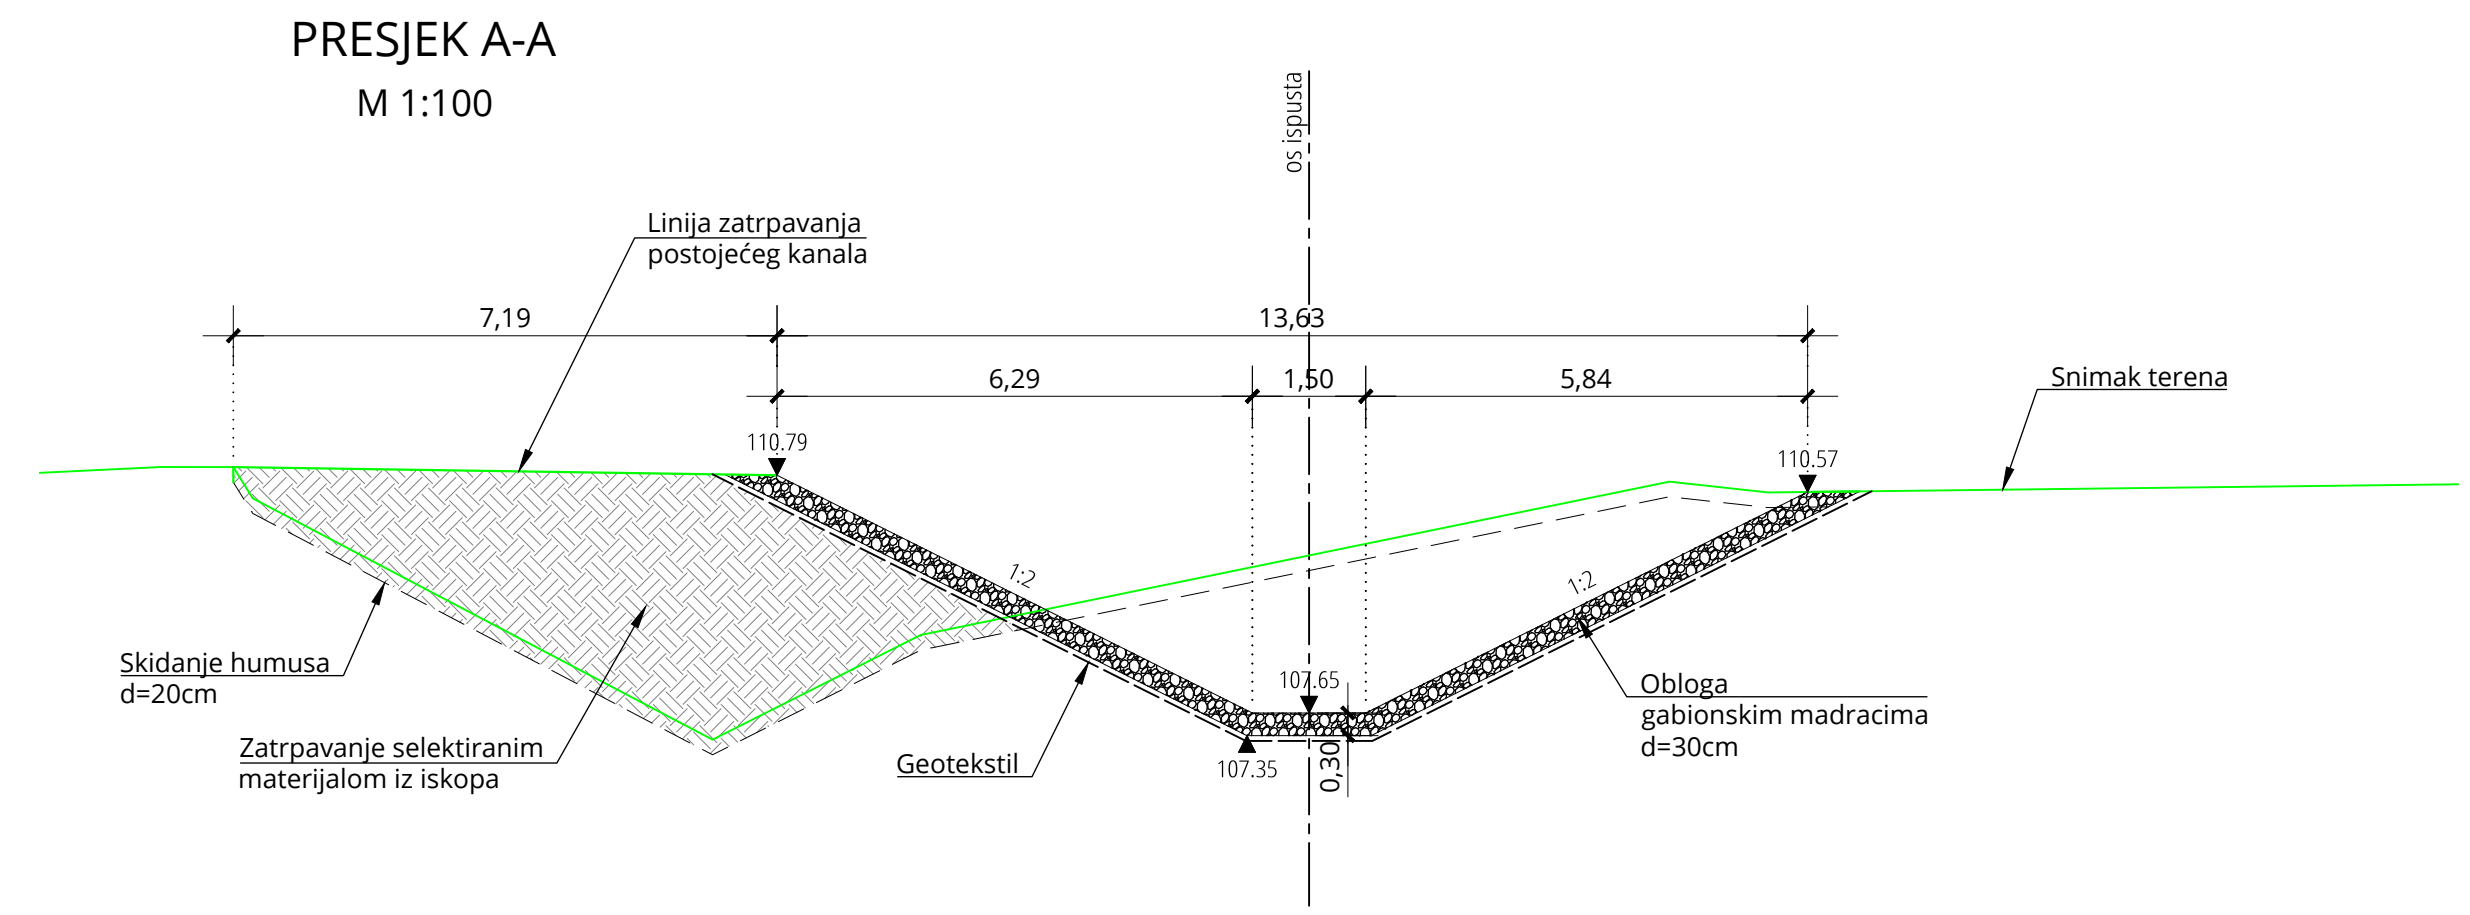 PRESJEK A-A
M 1:100
os ispusta
Linija zatrpavanja
postojećeg kanala
7,19
13,63
6,29
1,50
5,84
Snimak terena
110.79
110.57
1:2
1:2
Skidanje humusa
d=20cm
107.65
Obloga
gabionskim madracima
d=30cm
Zatrpavanje selektiranim
materijalom iz iskopa
Geotekstil
107.35
0,30